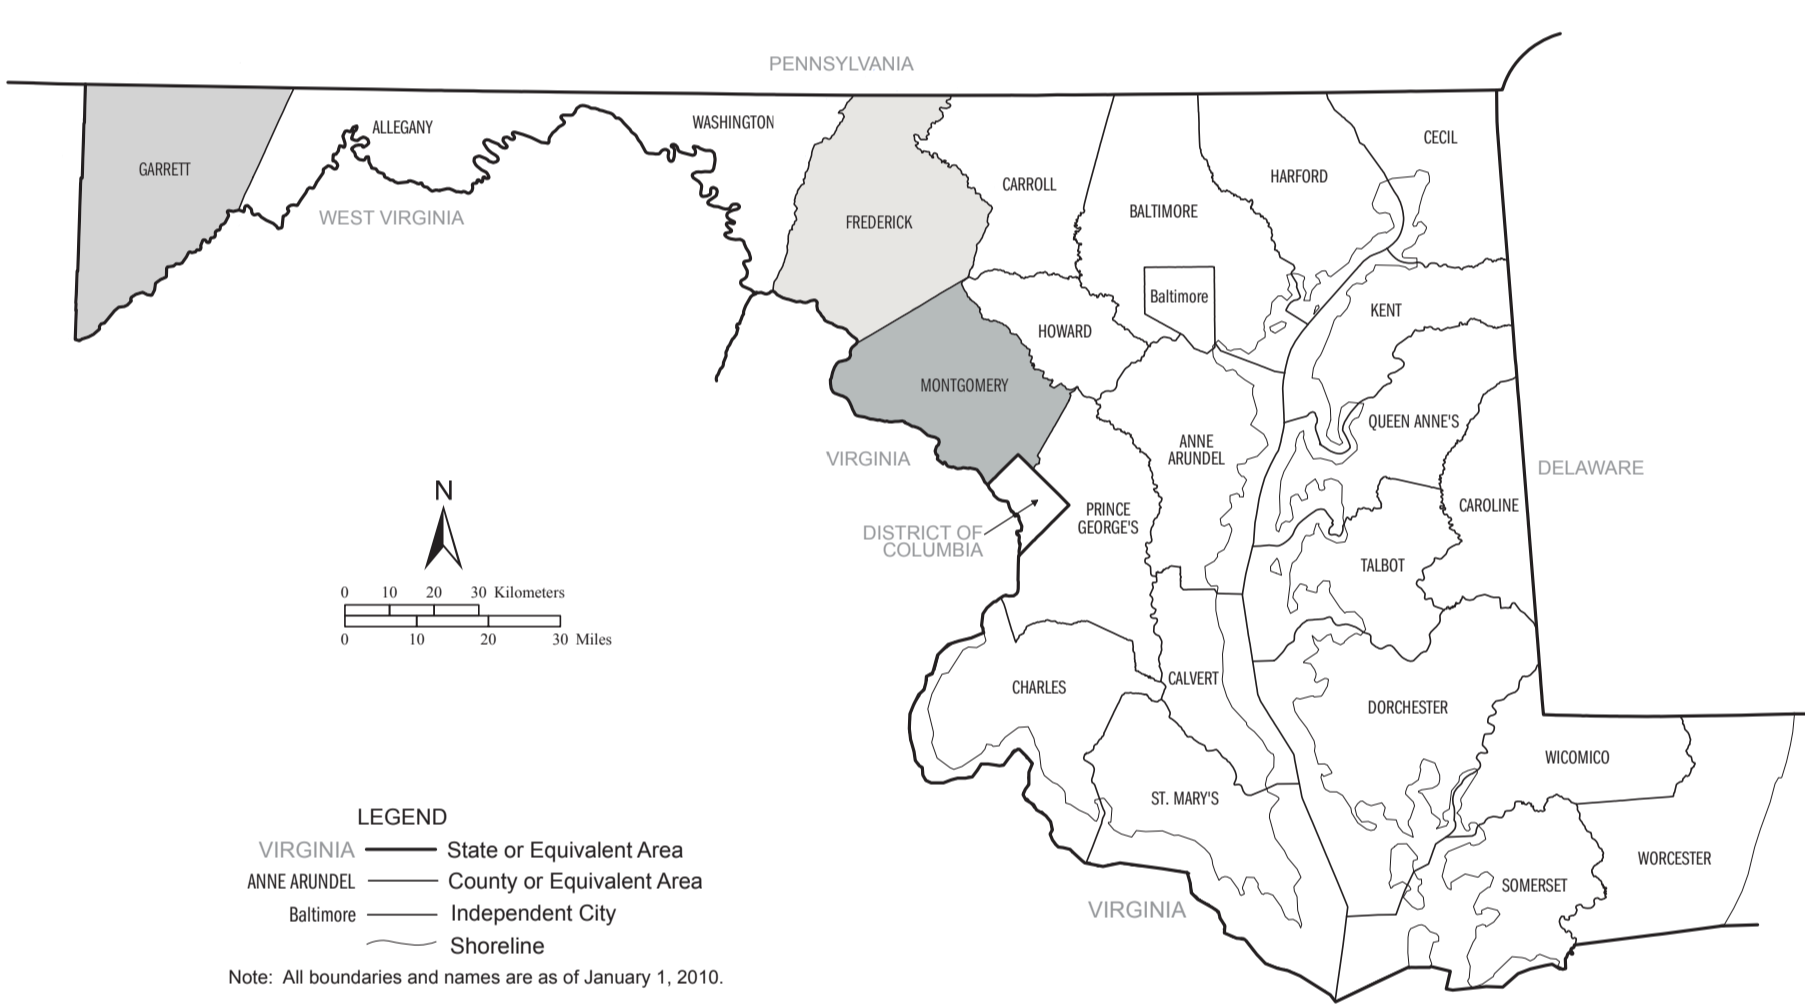 PENNSYLVANIA
ALLEGANY
WASHINGTON
CECIL
GARRETT
HARFORD
CARROLL
BALTIMORE
WEST VIRGINIA
FREDERICK
Baltimore
KENT
HOWARD
MONTGOMERY
QUEEN ANNE'S
ANNE
ARUNDEL
VIRGINIA
DELAWARE
N
CAROLINE
PRINCE
GEORGE'S
DISTRICT OF
COLUMBIA
TALBOT
0 10 20 30 Kilometers
0 10 20 30 Miles
CHARLES
CALVERT
DORCHESTER
WICOMICO
ST. MARY'S
WORCESTER
SOMERSET
VIRGINIA
LEGEND
VIRGINIA State or Equivalent Area
ANNE ARUNDEL County or Equivalent Area
Baltimore Independent City
Shoreline
Note: All boundaries and names are as of January 1, 2010.